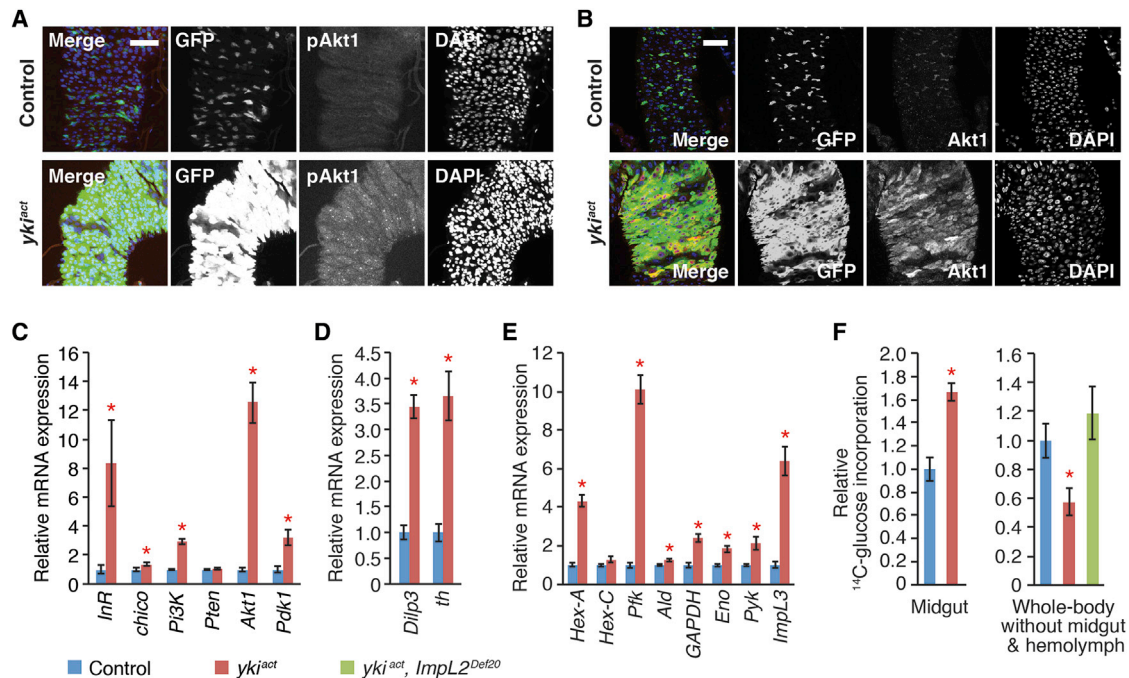 A
Control
Merge
GFP
pAkt1
DAPI
yki^act
Merge
GFP
pAkt1
DAPI
B
Control
Merge
GFP
Akt1
DAPI
yki^act
Merge
GFP
Akt1
DAPI
C
Relative mRNA expression
16
14
12
10
8
6
4
2
0
InR
chico
Pi3K
Pten
Akt1
Pdk1
*
*
*
*
*
D
Relative mRNA expression
4.5
4.0
3.5
3.0
2.5
2.0
1.5
1.0
0.5
0
Dilp3
th
*
*
E
Relative mRNA expression
12
10
8
6
4
2
0
Hex-A
Hex-C
Pfk
Ald
GAPDH
Eno
Pyk
ImpL3
*
*
*
*
*
*
*
F
Relative
¹⁴C-glucose incorporation
2.0
1.8
1.6
1.4
1.2
1.0
0.8
0.6
0.4
0.2
0
*
Midgut
1.6
1.4
1.2
1.0
0.8
0.6
0.4
0.2
0
*
Whole-body
without midgut
& hemolymph
Control
yki^act
yki^act, ImpL2^Def20